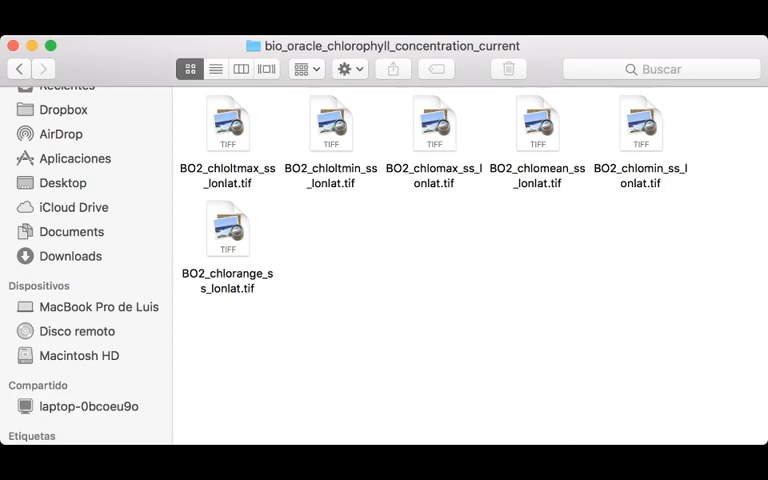 bio_oracle_chlorophyll_concentration_current
Buscar
Recientes
Dropbox
AirDrop
Aplicaciones
Desktop
iCloud Drive
Documents
Downloads
Dispositivos
MacBook Pro de Luis
Disco remoto
Macintosh HD
Compartido
laptop-0bcoeu9o
Etiquetas
TIFF
BO2_chloltmax_ss
_lonlat.tif
TIFF
BO2_chloltmin_ss
_lonlat.tif
TIFF
BO2_chlomax_ss_l
onlat.tif
TIFF
BO2_chlomean_ss
_lonlat.tif
TIFF
BO2_chlomin_ss_l
onlat.tif
TIFF
BO2_chlorange_s
s_lonlat.tif